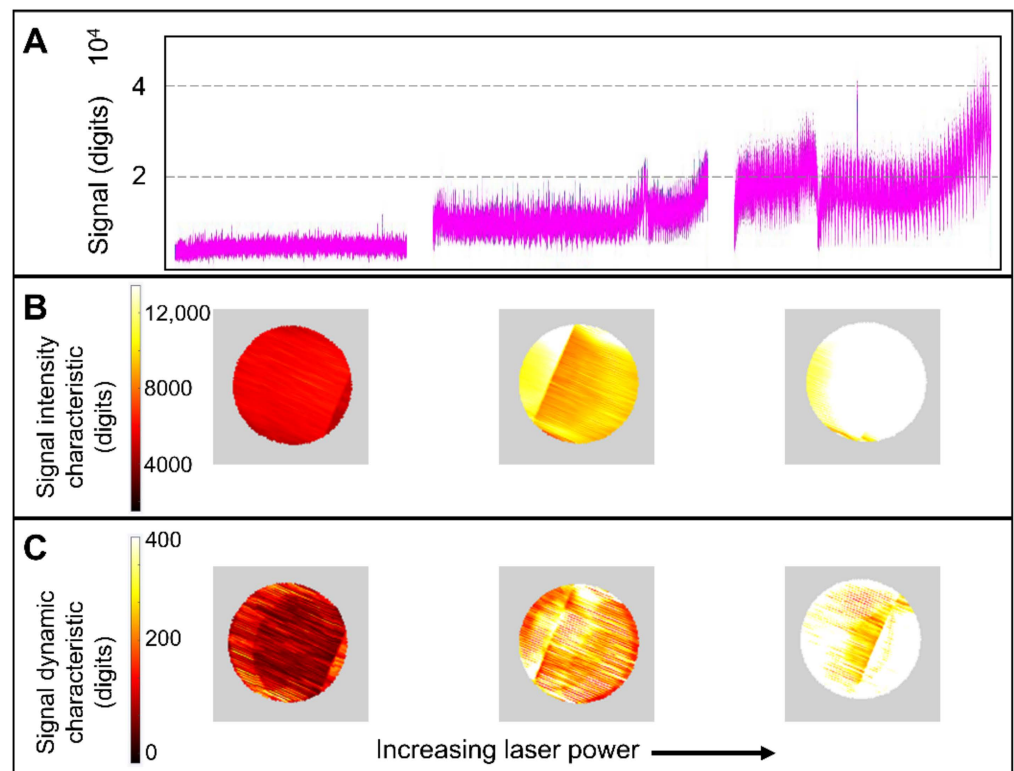 A
Signal (digits) 10⁴
4
2
B
Signal intensity
characteristic
(digits)
12,000
8000
4000
C
Signal dynamic
characteristic
(digits)
400
200
0
Increasing laser power